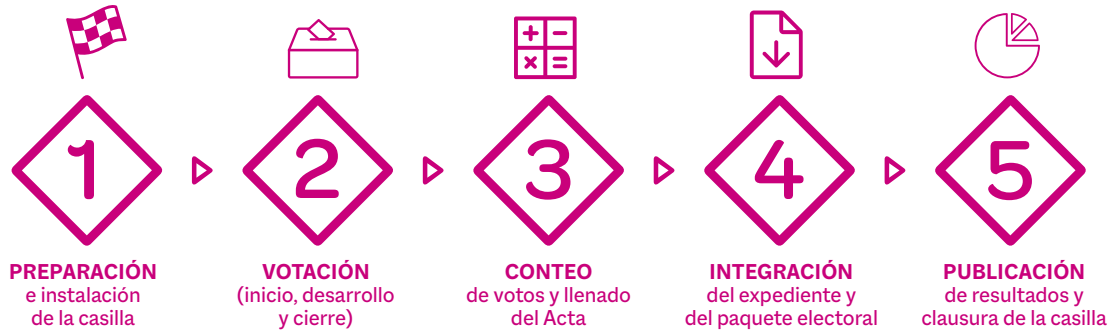 1
2
3
4
5
PREPARACIÓN
e instalación
de la casilla
VOTACIÓN
(inicio, desarrollo
y cierre)
CONTEO
de votos y llenado
del Acta
INTEGRACIÓN
del expediente y
del paquete electoral
PUBLICACIÓN
de resultados y
clausura de la casilla